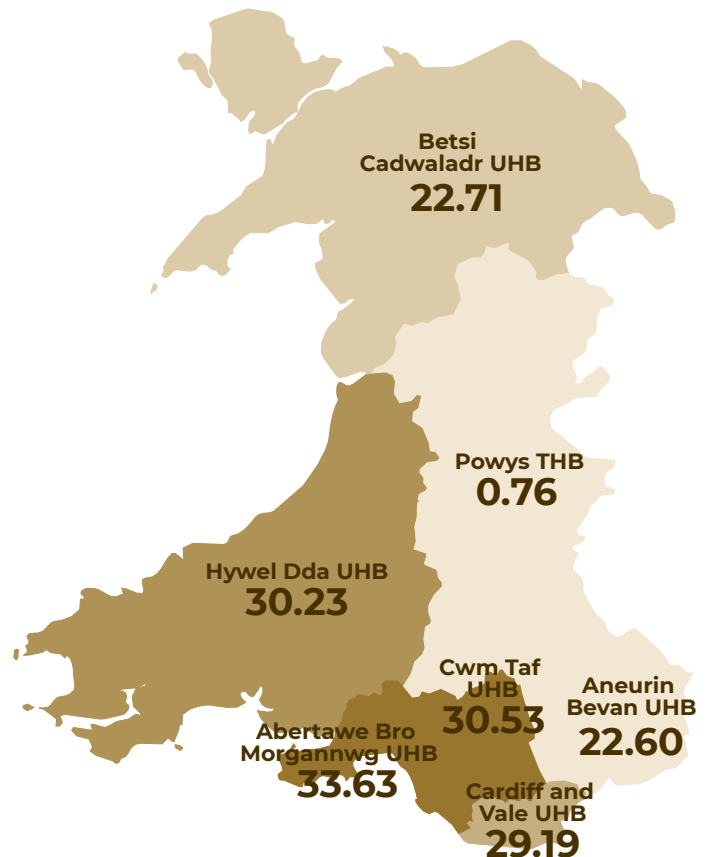 Betsi
Cadwaladr UHB
22.71
Powys THB
0.76
Hywel Dda UHB
30.23
Cwm Taf
UHB
30.53
Aneurin
Bevan UHB
22.60
Abertawe Bro
Morgannwg UHB
33.63
Cardiff and
Vale UHB
29.19